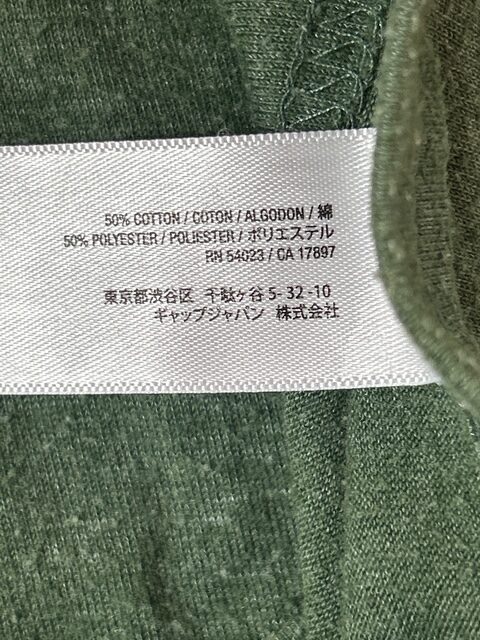 50% COTTON / COTON / ALGODON / 綿
50% POLYESTER / POLIESTER / ポリエステル
RN 54023 / CA 17897
東京都渋谷区 千駄ヶ谷 5-32-10
ギャップジャパン 株式会社